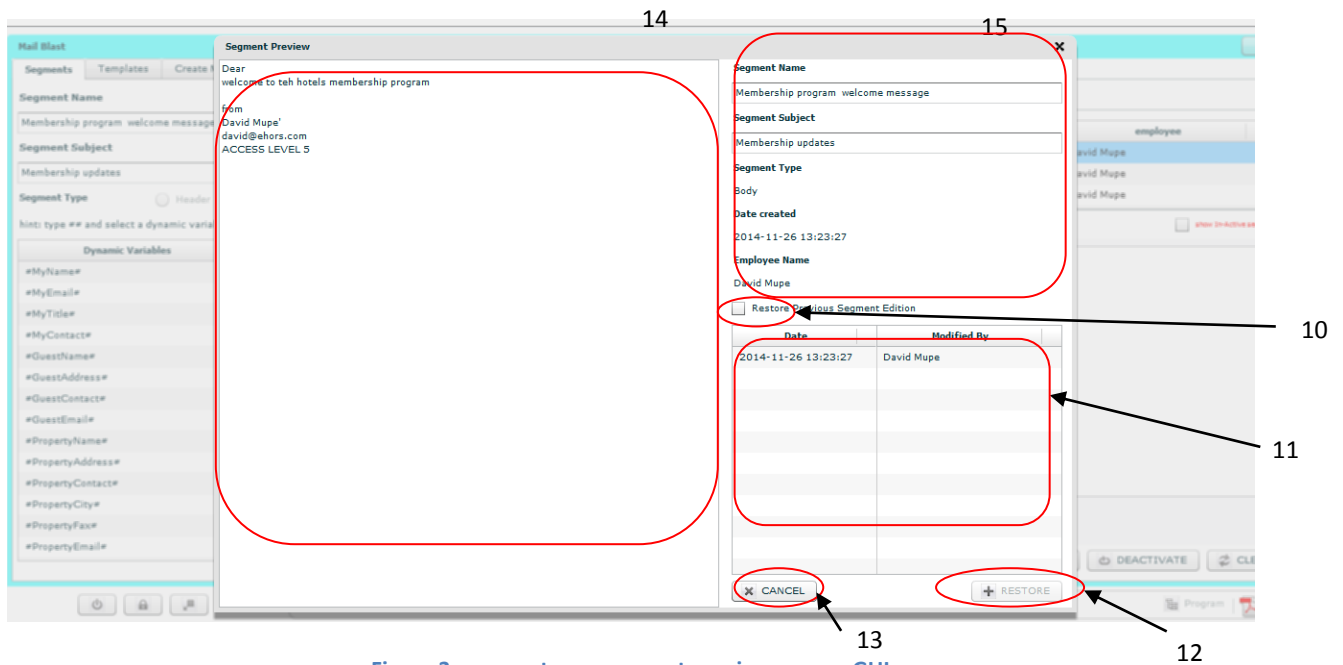 14
15
Mail Blast
Segment Preview
Segments Templates Create
Dear
welcome to teh hotels membership program
from
David Mupe'
david@ehors.com
ACCESS LEVEL 5
Segment Name
Membership program welcome message
Segment Subject
Membership updates
Segment Type
Body
Date created
2014-11-26 13:23:27
Employee Name
David Mupe
Restore Previous Segment Edition
Date Modified By
2014-11-26 13:23:27 David Mupe
CANCEL
RESTORE
Segment Name
Membership program welcome message
Segment Subject
Membership updates
Segment Type Header
hint: type ## and select a dynamic varia
Dynamic Variables
#MyName#
#MyEmail#
#MyTitle#
#MyContact#
#GuestName#
#GuestAddress#
#GuestContact#
#GuestEmail#
#PropertyName#
#PropertyAddress#
#PropertyContact#
#PropertyCity#
#PropertyFax#
#PropertyEmail#
employee
avid Mupe
avid Mupe
avid Mupe
DEACTIVATE
CLE
Program
10
11
13
12